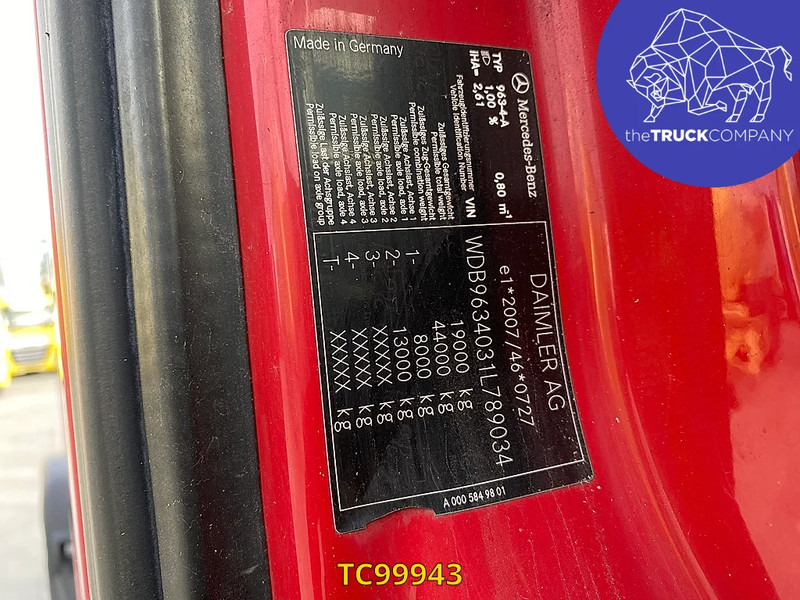 Made in Germany
Mercedes-Benz
TYP 963-4-A
1,00 %
0,80 m⁻¹
IHA= 2,61
Fahrzeugidentifizierungsnummer
Vehicle Identification Number VIN
Zulässiges Gesamtgewicht
Permissible total weight
Zulässiges Zug-Gesamtgewicht
Permissible combination weight
Zulässige Achslast, Achse 1
Permissible axle load, axle 1
Zulässige Achslast, Achse 2
Permissible axle load, axle 2
Zulässige Achslast, Achse 3
Permissible axle load, axle 3
Zulässige Achslast, Achse 4
Permissible axle load, axle 4
Zulässige Last der Achsgruppe
Permissible load on axle group
DAIMLER AG
e1*2007/46*0727
WDB9634031L789034
19000 kg
44000 kg
1- 8000 kg
2- 13000 kg
3- XXXXX kg
4- XXXXX kg
T- XXXXX kg
A 000 584 98 01
theTRUCKCOMPANY
TC99943